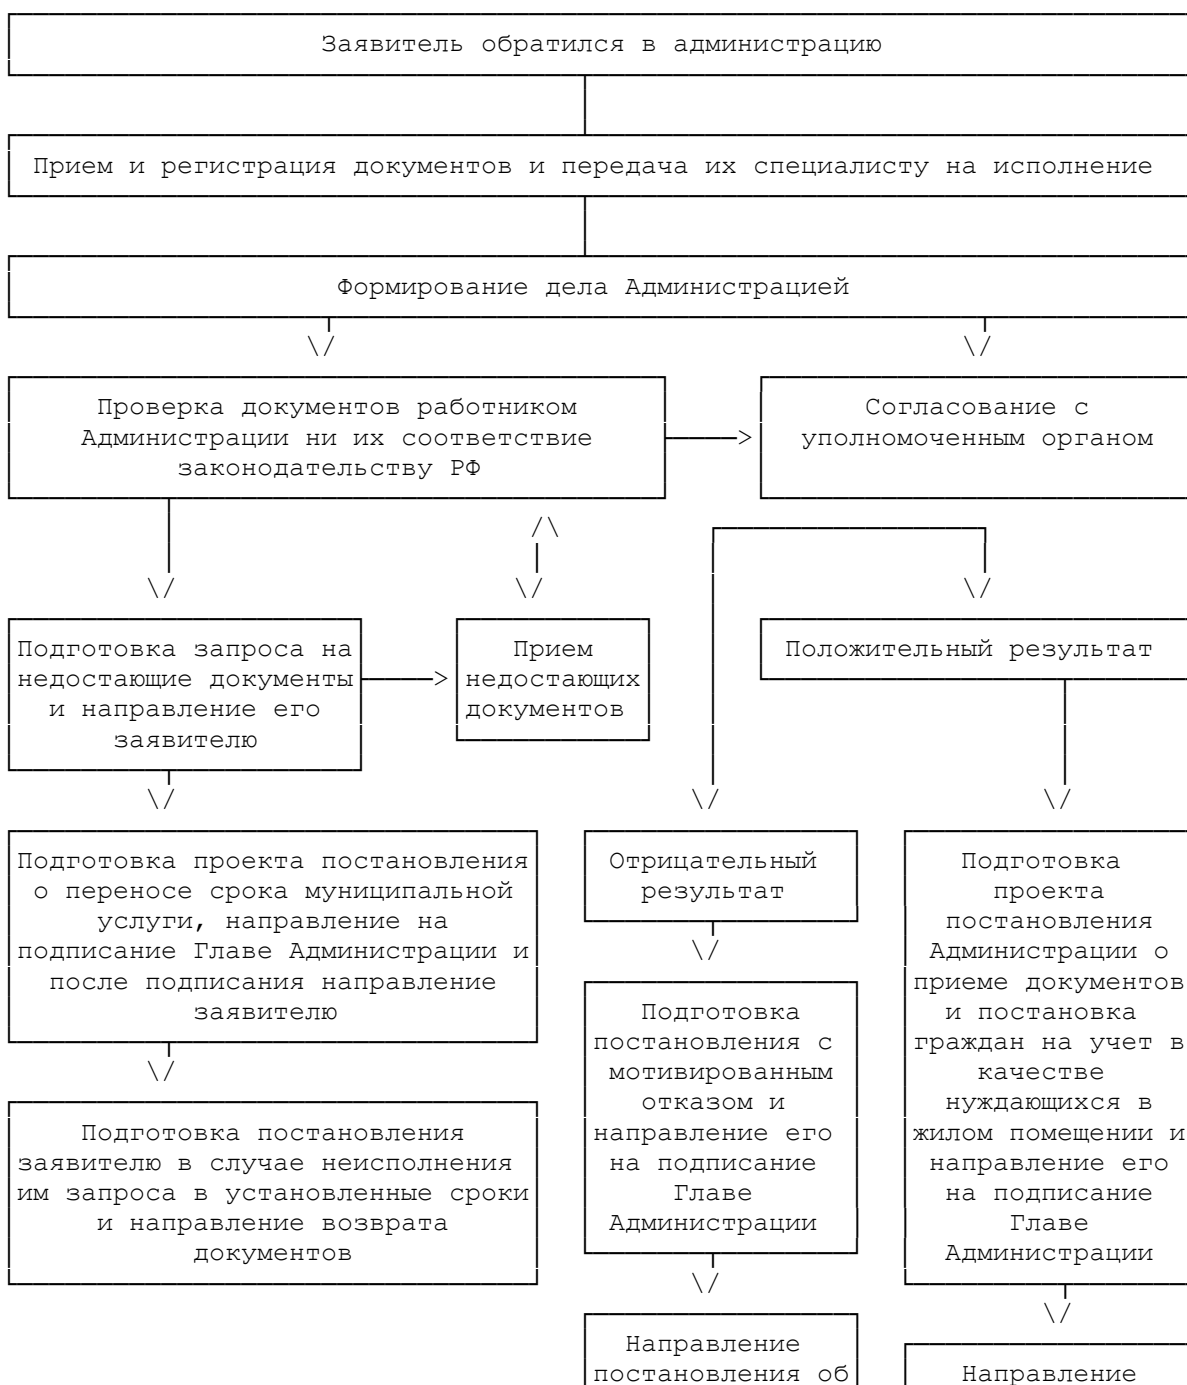 Заявитель обратился в администрацию
Прием и регистрация документов и передача их специалисту на исполнение
Формирование дела Администрацией
Проверка документов работником
Администрации ни их соответствие
законодательству РФ
Согласование с
уполномоченным органом
Подготовка запроса на
недостающие документы
и направление его
заявителю
Прием
недостающих
документов
Положительный результат
Подготовка проекта постановления
о переносе срока муниципальной
услуги, направление на
подписание Главе Администрации и
после подписания направление
заявителю
Отрицательный
результат
Подготовка
проекта
постановления
Администрации о
приеме документов
и постановка
граждан на учет в
качестве
нуждающихся в
жилом помещении и
направление его
на подписание
Главе
Администрации
Подготовка
постановления с
мотивированным
отказом и
направление его
на подписание
Главе
Администрации
Подготовка постановления
заявителю в случае неисполнения
им запроса в установленные сроки
и направление возврата
документов
Направление
постановления об
Направление